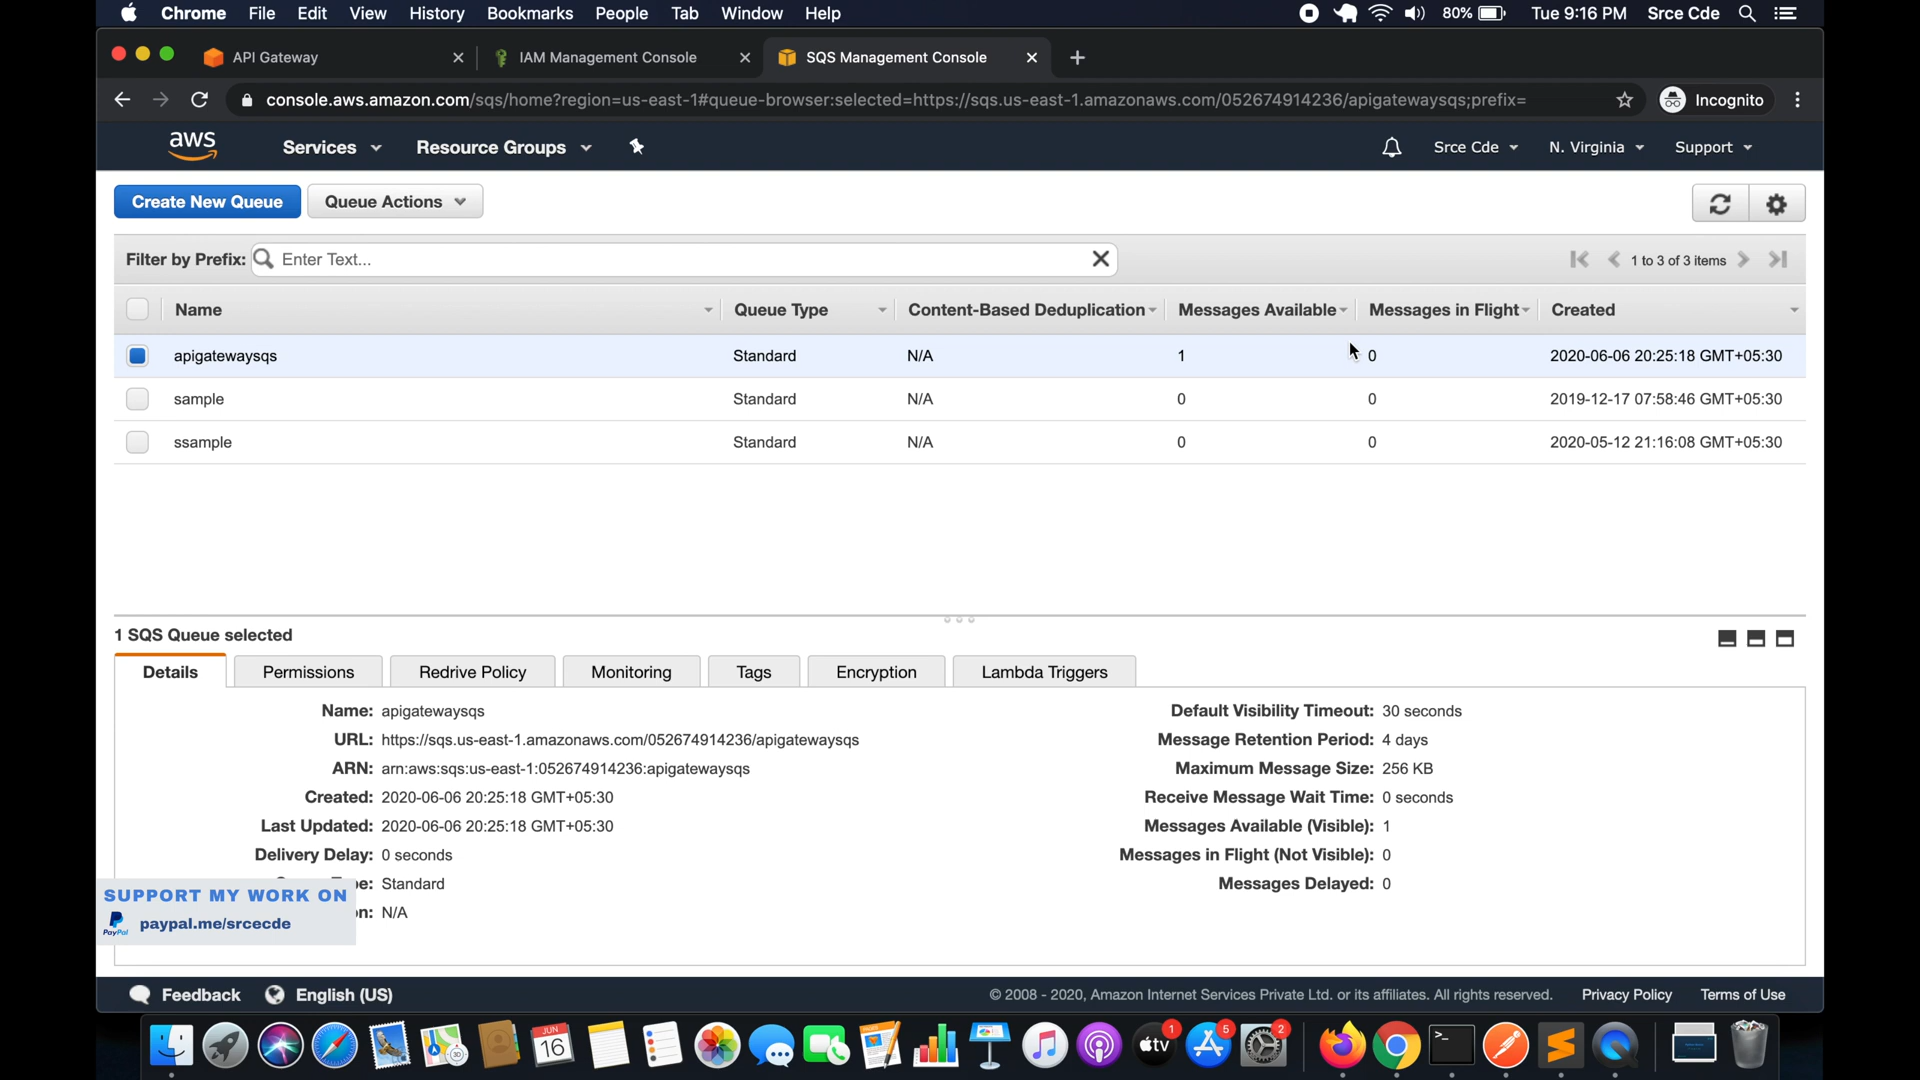 Chrome File Edit View History Bookmarks People Tab Window Help 80% Tue 9:16 PM Srce Cde
API Gateway IAM Management Console SQS Management Console
console.aws.amazon.com/sqs/home?region=us-east-1#queue-browser:selected=https://sqs.us-east-1.amazonaws.com/052674914236/apigatewaysqs;prefix= Incognito
aws Services Resource Groups Srce Cde N. Virginia Support
Create New Queue Queue Actions
Filter by Prefix: Enter Text... 1 to 3 of 3 items
Name Queue Type Content-Based Deduplication Messages Available Messages in Flight Created
apigatewaysqs Standard N/A 1 0 2020-06-06 20:25:18 GMT+05:30
sample Standard N/A 0 0 2019-12-17 07:58:46 GMT+05:30
ssample Standard N/A 0 0 2020-05-12 21:16:08 GMT+05:30
1 SQS Queue selected
Details Permissions Redrive Policy Monitoring Tags Encryption Lambda Triggers
Name: apigatewaysqs Default Visibility Timeout: 30 seconds
URL: https://sqs.us-east-1.amazonaws.com/052674914236/apigatewaysqs Message Retention Period: 4 days
ARN: arn:aws:sqs:us-east-1:052674914236:apigatewaysqs Maximum Message Size: 256 KB
Created: 2020-06-06 20:25:18 GMT+05:30 Receive Message Wait Time: 0 seconds
Last Updated: 2020-06-06 20:25:18 GMT+05:30 Messages Available (Visible): 1
Delivery Delay: 0 seconds Messages in Flight (Not Visible): 0
Standard Messages Delayed: 0
SUPPORT MY WORK ON
N/A
PayPal paypal.me/srcecde
Feedback English (US) © 2008 - 2020, Amazon Internet Services Private Ltd. or its affiliates. All rights reserved. Privacy Policy Terms of Use
JUN 16 tv 1 5 2